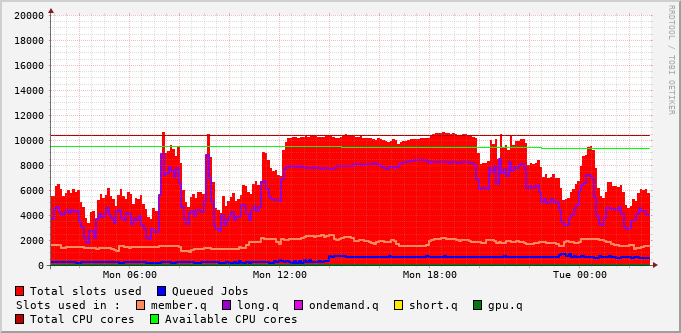 20000
18000
16000
14000
12000
10000
8000
6000
4000
2000
0
Mon 06:00 Mon 12:00 Mon 18:00 Tue 00:00
RRDTOOL / TOBI OETIKER
Total slots used Queued Jobs
Slots used in : member.q long.q ondemand.q short.q gpu.q
Total CPU cores Available CPU cores